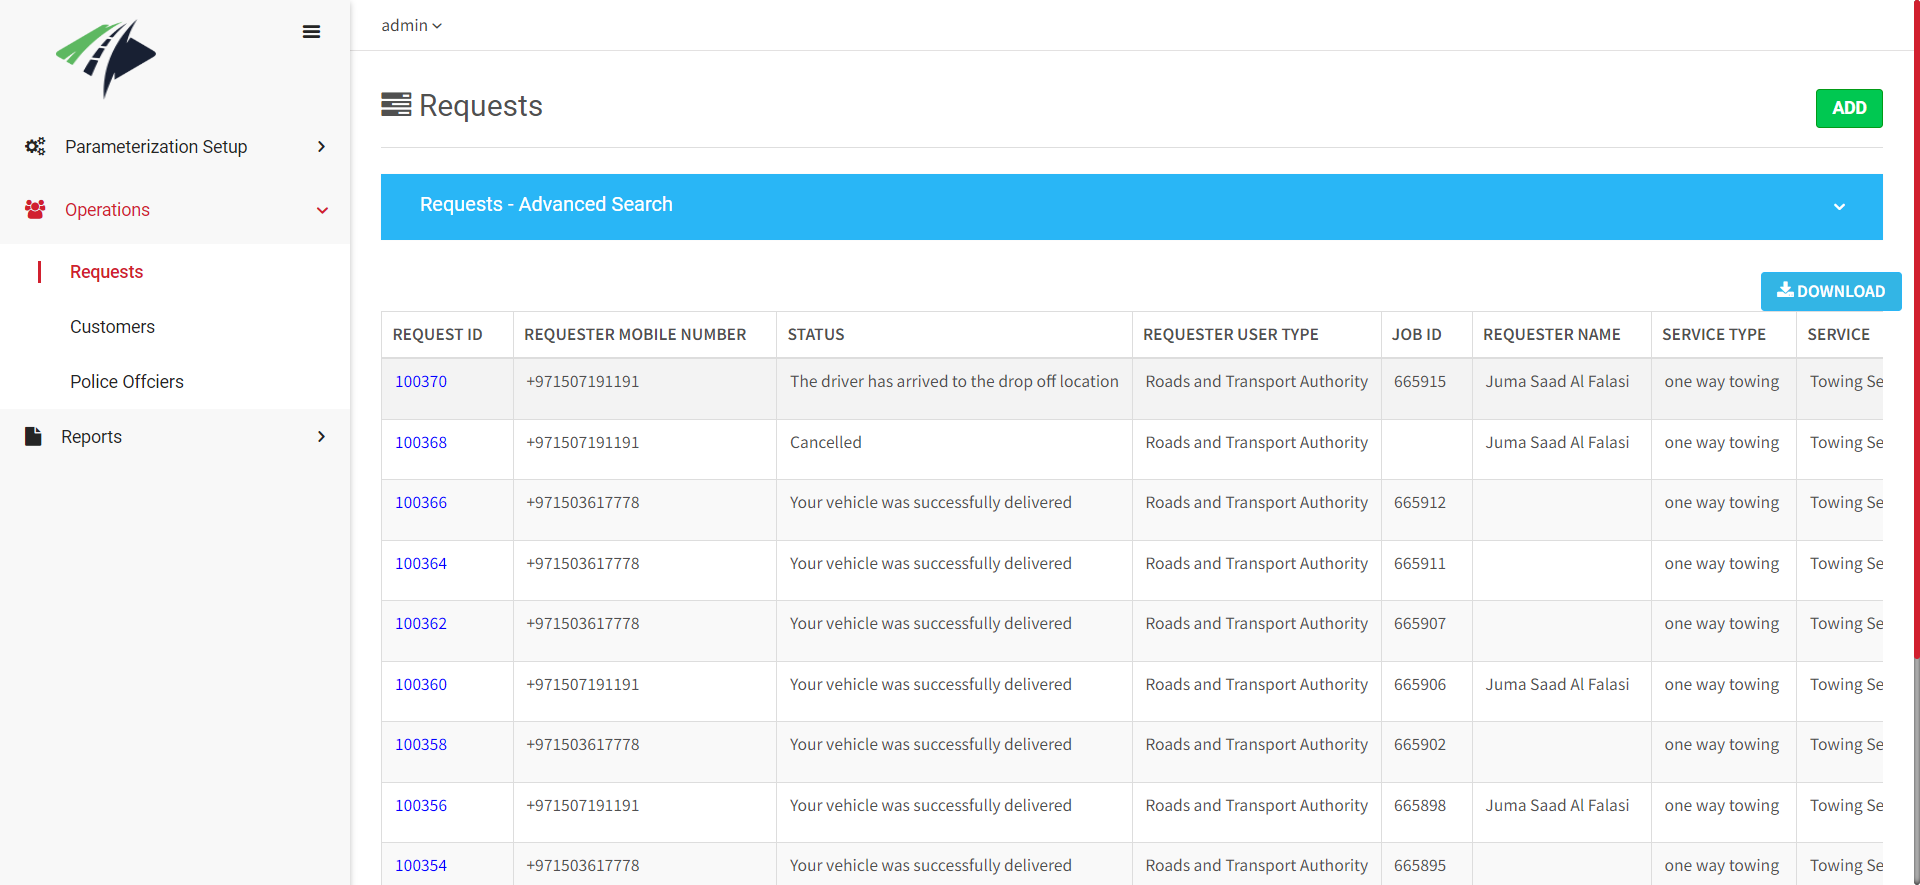 admin
Requests
ADD
Parameterization Setup
Operations
Requests
Customers
Police Offciers
Reports
Requests - Advanced Search
DOWNLOAD
REQUEST ID REQUESTER MOBILE NUMBER STATUS REQUESTER USER TYPE JOB ID REQUESTER NAME SERVICE TYPE SERVICE
100370 +971507191191 The driver has arrived to the drop off location Roads and Transport Authority 665915 Juma Saad Al Falasi one way towing Towing Se
100368 +971507191191 Cancelled Roads and Transport Authority Juma Saad Al Falasi one way towing Towing Se
100366 +971503617778 Your vehicle was successfully delivered Roads and Transport Authority 665912 one way towing Towing Se
100364 +971503617778 Your vehicle was successfully delivered Roads and Transport Authority 665911 one way towing Towing Se
100362 +971503617778 Your vehicle was successfully delivered Roads and Transport Authority 665907 one way towing Towing Se
100360 +971507191191 Your vehicle was successfully delivered Roads and Transport Authority 665906 Juma Saad Al Falasi one way towing Towing Se
100358 +971503617778 Your vehicle was successfully delivered Roads and Transport Authority 665902 one way towing Towing Se
100356 +971507191191 Your vehicle was successfully delivered Roads and Transport Authority 665898 Juma Saad Al Falasi one way towing Towing Se
100354 +971503617778 Your vehicle was successfully delivered Roads and Transport Authority 665895 one way towing Towing Se